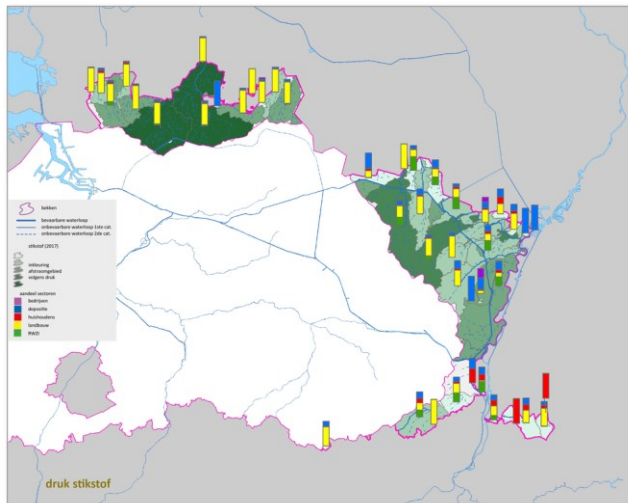 bekken
bevaarbare waterloop
onbevaarbare waterloop 1ste cat.
onbevaarbare waterloop 2de cat.
stikstof (2017)
inkleuring
afstroomgebied
volgens druk
aandeel sectoren
bedrijven
depositie
huishoudens
landbouw
RWZI
druk stikstof